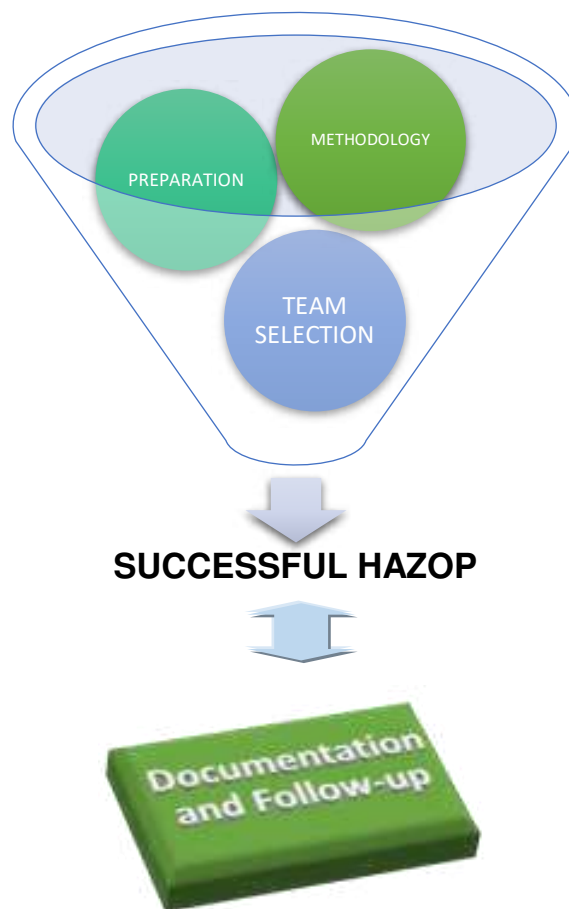 METHODOLOGY
PREPARATION
TEAM
SELECTION
SUCCESSFUL HAZOP
Documentation
and Follow-up